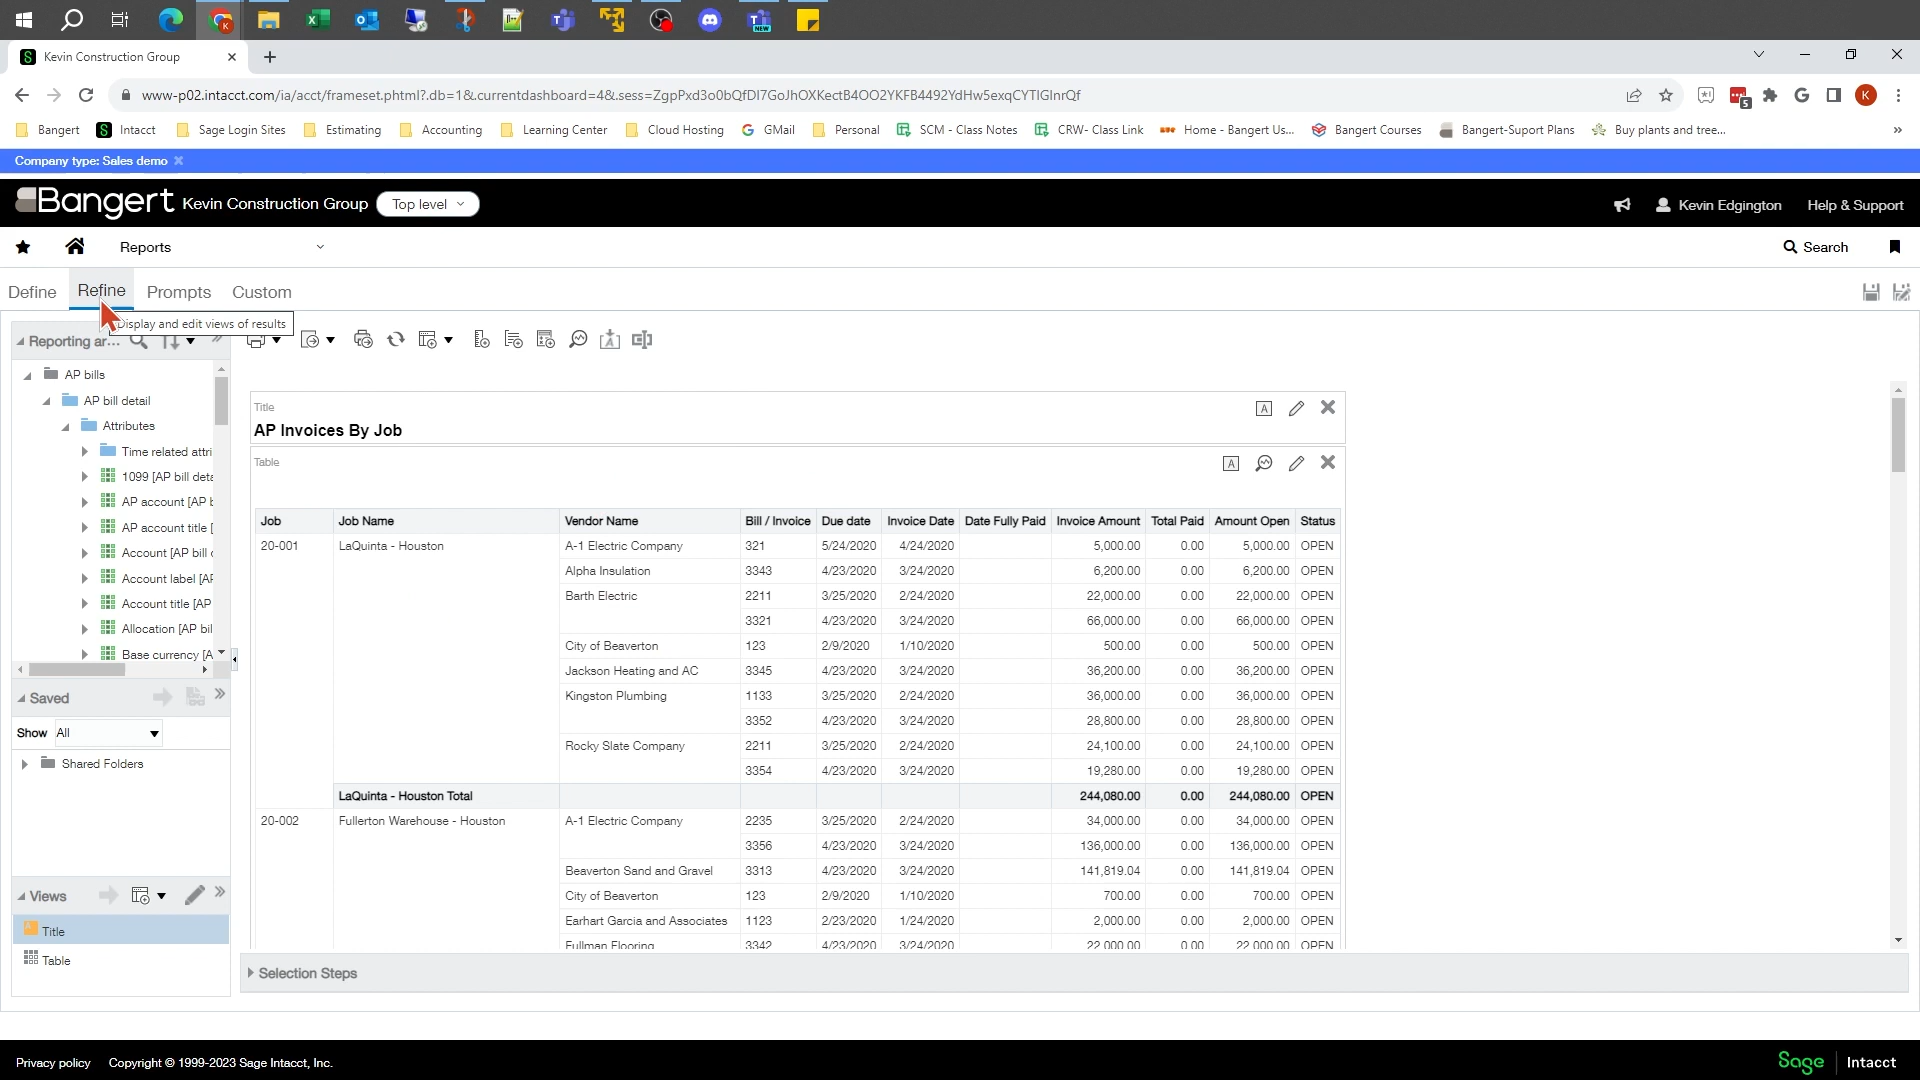 Kevin Construction Group
www-p02.intacct.com/ia/acct/frameset.phtml?.db=1&.currentdashboard=4&.sess=ZgpPxd3o0bQfDI7GoJhOXKectB4OO2YKFB4492YdHw5exqCYTIGInrQf
5
K
Bangert Intacct Sage Login Sites Estimating Accounting Learning Center Cloud Hosting GMail Personal SCM - Class Notes CRW- Class Link Home - Bangert Us... Bangert Courses Bangert-Suport Plans Buy plants and tree...
Company type: Sales demo
Bangert Kevin Construction Group Top level Kevin Edgington Help & Support
Reports Search
Define Refine Prompts Custom
Display and edit views of results
Reporting ar...
AP bills
AP bill detail
Attributes
Time related attri
1099 [AP bill deta
AP account [AP b
AP account title [
Account [AP bill d
Account label [AP
Account title [AP
Allocation [AP bil
Base currency [A
Saved
Show All
Shared Folders
Views
Title
Table
Title
AP Invoices By Job
Table
Job Job Name Vendor Name Bill / Invoice Due date Invoice Date Date Fully Paid Invoice Amount Total Paid Amount Open Status
20-001 LaQuinta - Houston A-1 Electric Company 321 5/24/2020 4/24/2020 5,000.00 0.00 5,000.00 OPEN
Alpha Insulation 3343 4/23/2020 3/24/2020 6,200.00 0.00 6,200.00 OPEN
Barth Electric 2211 3/25/2020 2/24/2020 22,000.00 0.00 22,000.00 OPEN
3321 4/23/2020 3/24/2020 66,000.00 0.00 66,000.00 OPEN
City of Beaverton 123 2/9/2020 1/10/2020 500.00 0.00 500.00 OPEN
Jackson Heating and AC 3345 4/23/2020 3/24/2020 36,200.00 0.00 36,200.00 OPEN
Kingston Plumbing 1133 3/25/2020 2/24/2020 36,000.00 0.00 36,000.00 OPEN
3352 4/23/2020 3/24/2020 28,800.00 0.00 28,800.00 OPEN
Rocky Slate Company 2211 3/25/2020 2/24/2020 24,100.00 0.00 24,100.00 OPEN
3354 4/23/2020 3/24/2020 19,280.00 0.00 19,280.00 OPEN
LaQuinta - Houston Total 244,080.00 0.00 244,080.00 OPEN
20-002 Fullerton Warehouse - Houston A-1 Electric Company 2235 3/25/2020 2/24/2020 34,000.00 0.00 34,000.00 OPEN
3356 4/23/2020 3/24/2020 136,000.00 0.00 136,000.00 OPEN
Beaverton Sand and Gravel 3313 4/23/2020 3/24/2020 141,819.04 0.00 141,819.04 OPEN
City of Beaverton 123 2/9/2020 1/10/2020 700.00 0.00 700.00 OPEN
Earhart Garcia and Associates 1123 2/23/2020 1/24/2020 2,000.00 0.00 2,000.00 OPEN
Fullman Flooring 3342 4/23/2020 3/24/2020 22,000.00 0.00 22,000.00 OPEN
Selection Steps
Privacy policy Copyright © 1999-2023 Sage Intacct, Inc. Sage Intacct